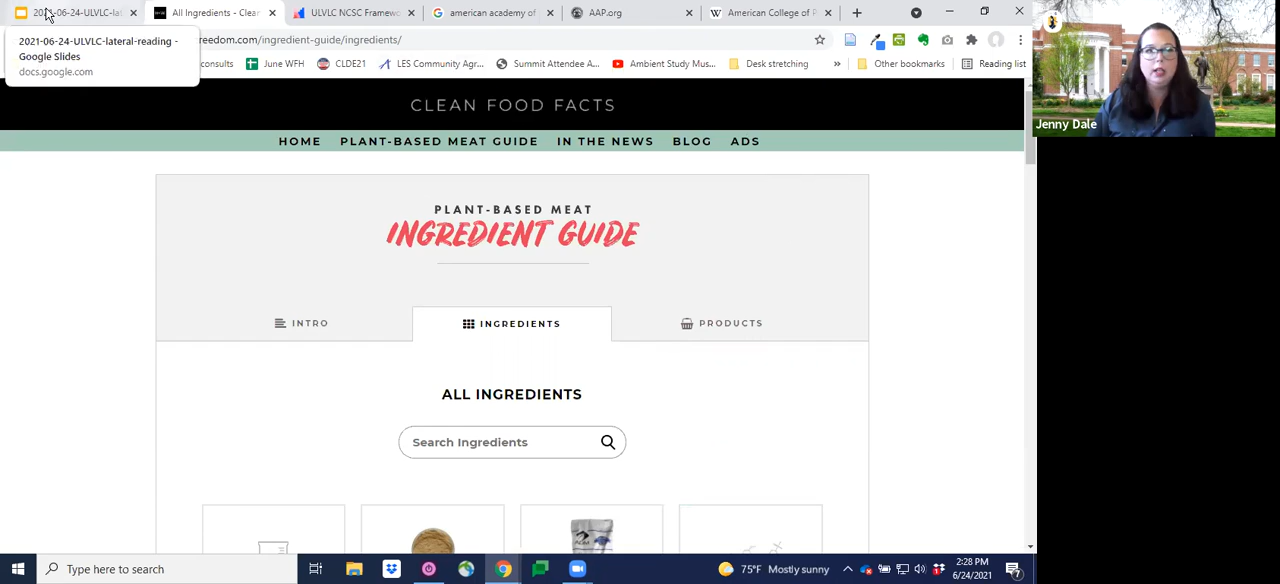 2021-06-24-ULVLC-lat
All Ingredients - Clean
ULVLC NCSC Framewo
american academy of
AAP.org
American College of P
2021-06-24-ULVLC-lateral-reading -
Google Slides
docs.google.com
reedom.com/ingredient-guide/ingredients/
consults
June WFH
CLDE21
LES Community Agr...
Summit Attendee A...
Ambient Study Mus...
Desk stretching
»
Other bookmarks
Reading list
CLEAN FOOD FACTS
HOME
PLANT-BASED MEAT GUIDE
IN THE NEWS
BLOG
ADS
PLANT-BASED MEAT
INGREDIENT GUIDE
INTRO
INGREDIENTS
PRODUCTS
ALL INGREDIENTS
Search Ingredients
Jenny Dale
Type here to search
75°F Mostly sunny
2:28 PM
6/24/2021
7